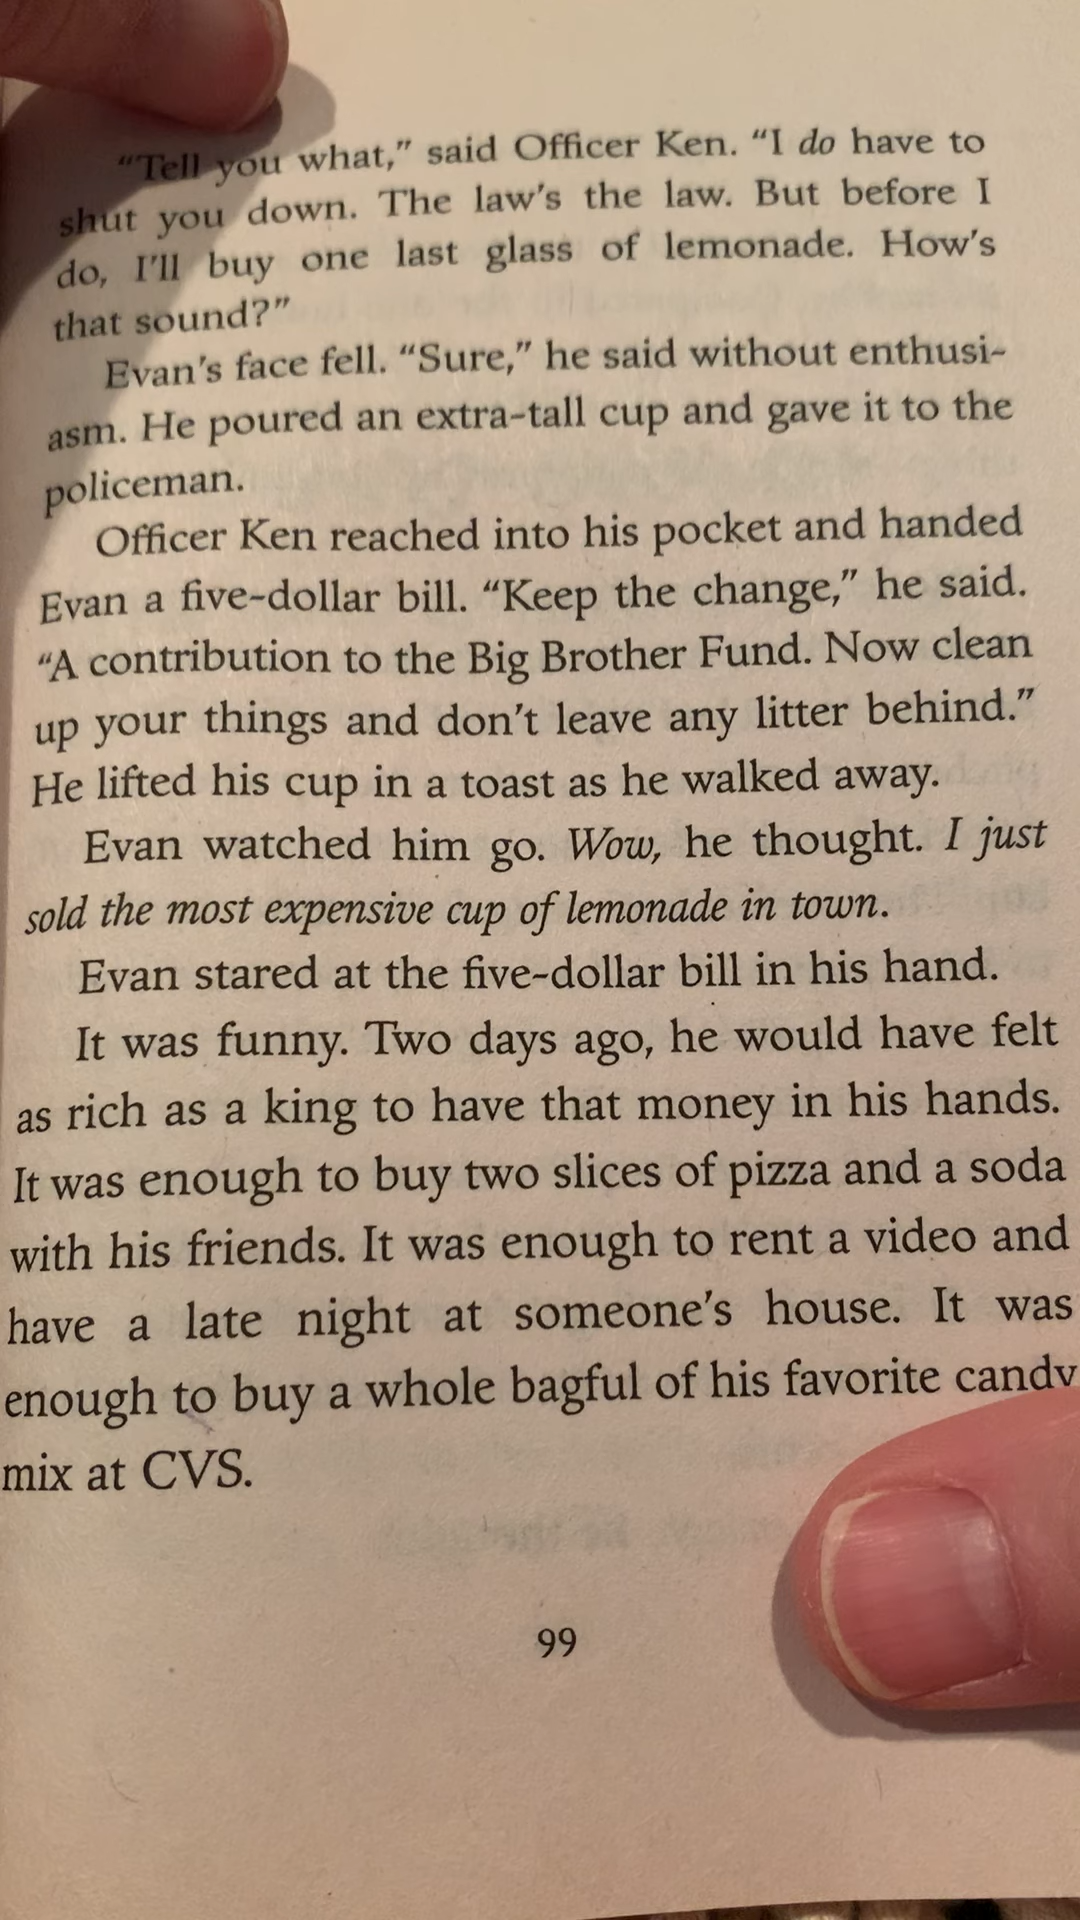 “Tell you what,” said Officer Ken. “I do have to
shut you down. The law’s the law. But before I
do, I’ll buy one last glass of lemonade. How’s
that sound?”
Evan’s face fell. “Sure,” he said without enthusi-
asm. He poured an extra-tall cup and gave it to the
policeman.
Officer Ken reached into his pocket and handed
Evan a five-dollar bill. “Keep the change,” he said.
“A contribution to the Big Brother Fund. Now clean
up your things and don’t leave any litter behind.”
He lifted his cup in a toast as he walked away.
Evan watched him go. Wow, he thought. I just
sold the most expensive cup of lemonade in town.
Evan stared at the five-dollar bill in his hand.
It was funny. Two days ago, he would have felt
as rich as a king to have that money in his hands.
It was enough to buy two slices of pizza and a soda
with his friends. It was enough to rent a video and
have a late night at someone’s house. It was
enough to buy a whole bagful of his favorite candy
mix at CVS.
99